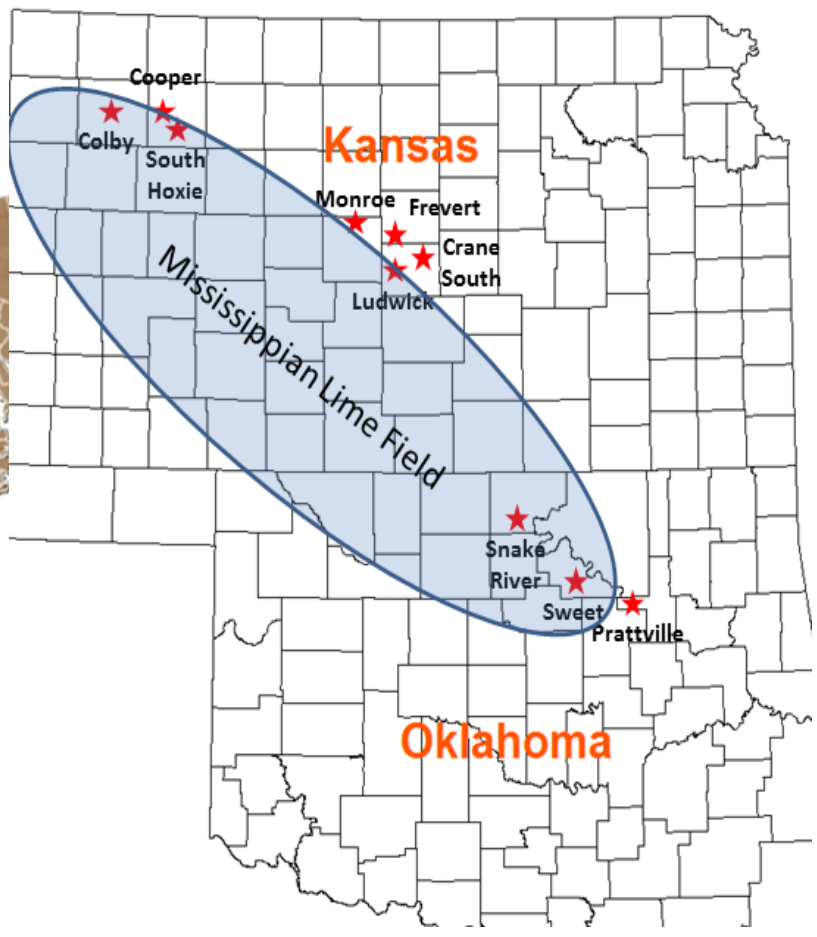 Cooper
Colby
South
Hoxie
Kansas
Monroe
Frevert
Crane
South
Ludwick
Mississippian Lime Field
Snake
River
Sweet
Prattville
Oklahoma